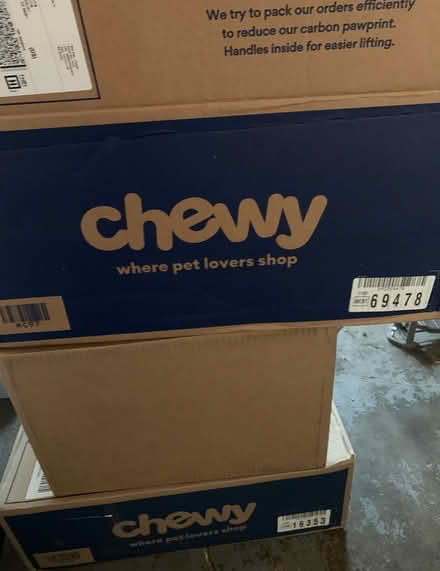 We try to pack our orders efficiently
to reduce our carbon pawprint.
Handles inside for easier lifting.
chewy
where pet lovers shop
69478
chewy
where pet lovers shop
16353